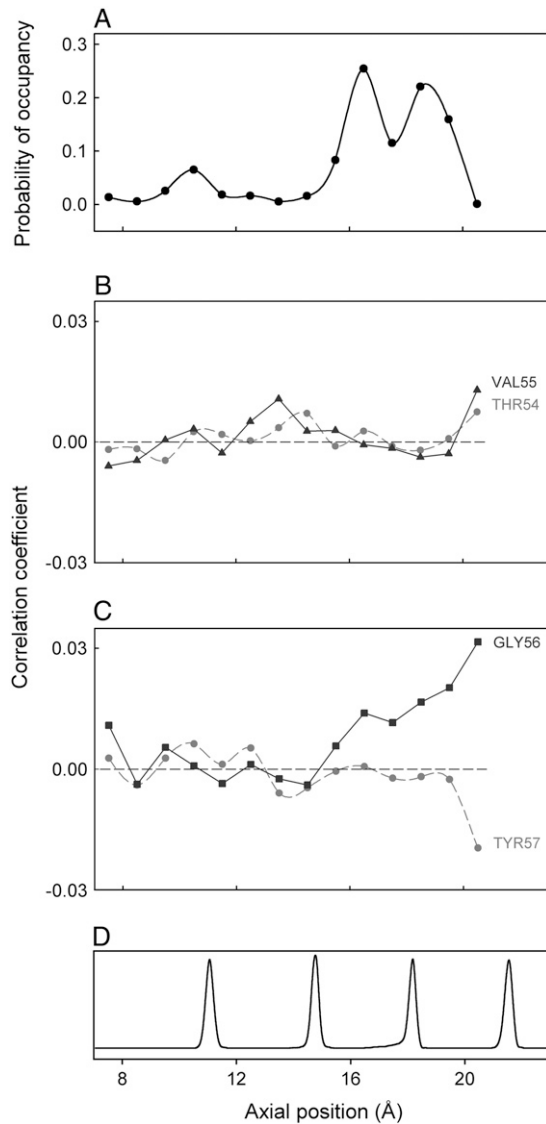 A
0.3
0.2
0.1
0.0
Probability of occupancy
B
0.03
0.00
-0.03
VAL55
THR54
Correlation coefficient
C
0.03
0.00
-0.03
GLY56
TYR57
D
8 12 16 20
Axial position (Å)